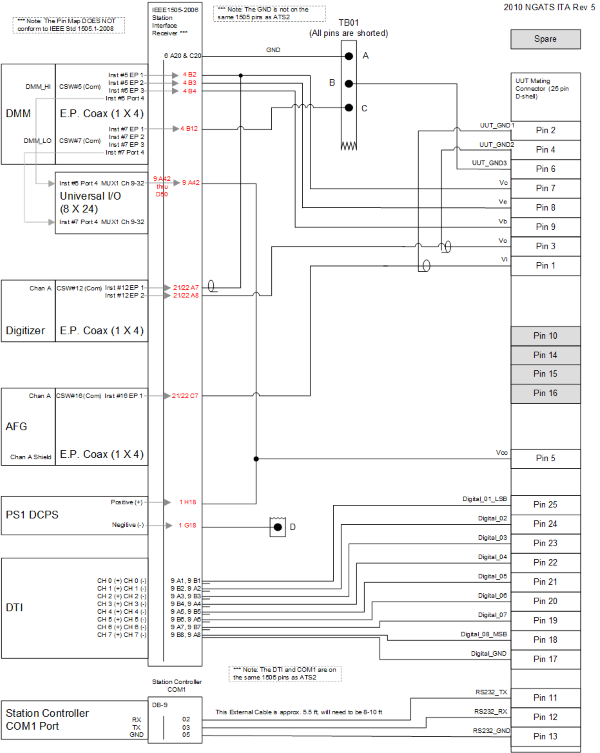 2010 NGATS ITA Rev 5
*** Note: The Pin Map DOES NOT
conform to IEEE Std 1505.1-2008
IEEE1505-2008
Station
Interface
Receiver ***
*** Note: The GND is not on the
same 1505 pins as ATS2
TB01
(All pins are shorted)
Spare
6 A20 & C20
GND
A
B
C
UUT Mating
Connector (25 pin
D-shell)
DMM_HI
CSW#5 (Com)
Inst #5 EP 1
Inst #5 EP 2
Inst #5 EP 3
Inst #5 Port 4
4 B2
4 B3
4 B4
DMM
E.P. Coax (1 X 4)
DMM_LO
CSW#7 (Com)
Inst #7 EP 1
Inst #7 EP 2
Inst #7 EP 3
Inst #7 Port 4
4 B12
Inst #5 Port 4 MUX1 Ch 9-32
9 A42
thru
D50
9 A42
Universal I/O
(8 X 24)
Inst #7 Port 4 MUX1 Ch 9-32
UUT_GND1
Pin 2
UUT_GND2
Pin 4
UUT_GND3
Pin 6
Pin 7
Pin 8
Vb
Pin 9
Pin 3
Vi
Pin 1
Chan A
CSW#12 (Com)
Inst #12 EP 1
Inst #12 EP 2
21/22 A7
21/22 A8
Digitizer
E.P. Coax (1 X 4)
Pin 10
Pin 14
Pin 15
Pin 16
Chan A
CSW#16 (Com)
Inst #16 EP 1
21/22 C7
AFG
Chan A Shield
E.P. Coax (1 X 4)
Pin 5
PS1 DCPS
Positive (+)
1 H18
Negitive (-)
1 G18
D
Digital_01_LSB
Pin 25
Digital_02
Pin 24
Digital_03
Pin 23
Digital_04
Pin 22
Digital_05
Pin 21
Digital_06
Pin 20
Digital_07
Pin 19
Digital_08_MSB
Pin 18
Digital_GND
Pin 17
DTI
CH 0 (+) CH 0 (-)
9 A1, 9 B1
CH 1 (+) CH 1 (-)
9 B2, 9 A2
CH 2 (+) CH 2 (-)
9 A3, 9 B3
CH 3 (+) CH 3 (-)
9 B4, 9 A4
CH 4 (+) CH 4 (-)
9 A5, 9 B5
CH 5 (+) CH 5 (-)
9 B6, 9 A6
CH 6 (+) CH 6 (-)
9 A7, 9 B7
CH 7 (+) CH 7 (-)
9 B8, 9 A8
*** Note: The DTI and COM1 are on
the same 1505 pins as ATS2
Station Controller
COM1
DB-9
Station Controller
COM1 Port
RX
02
TX
03
GND
05
This External Cable is approx. 5.5 ft, will need to be 8-10 ft
RS232_TX
Pin 11
RS232_RX
Pin 12
RS232_GND
Pin 13